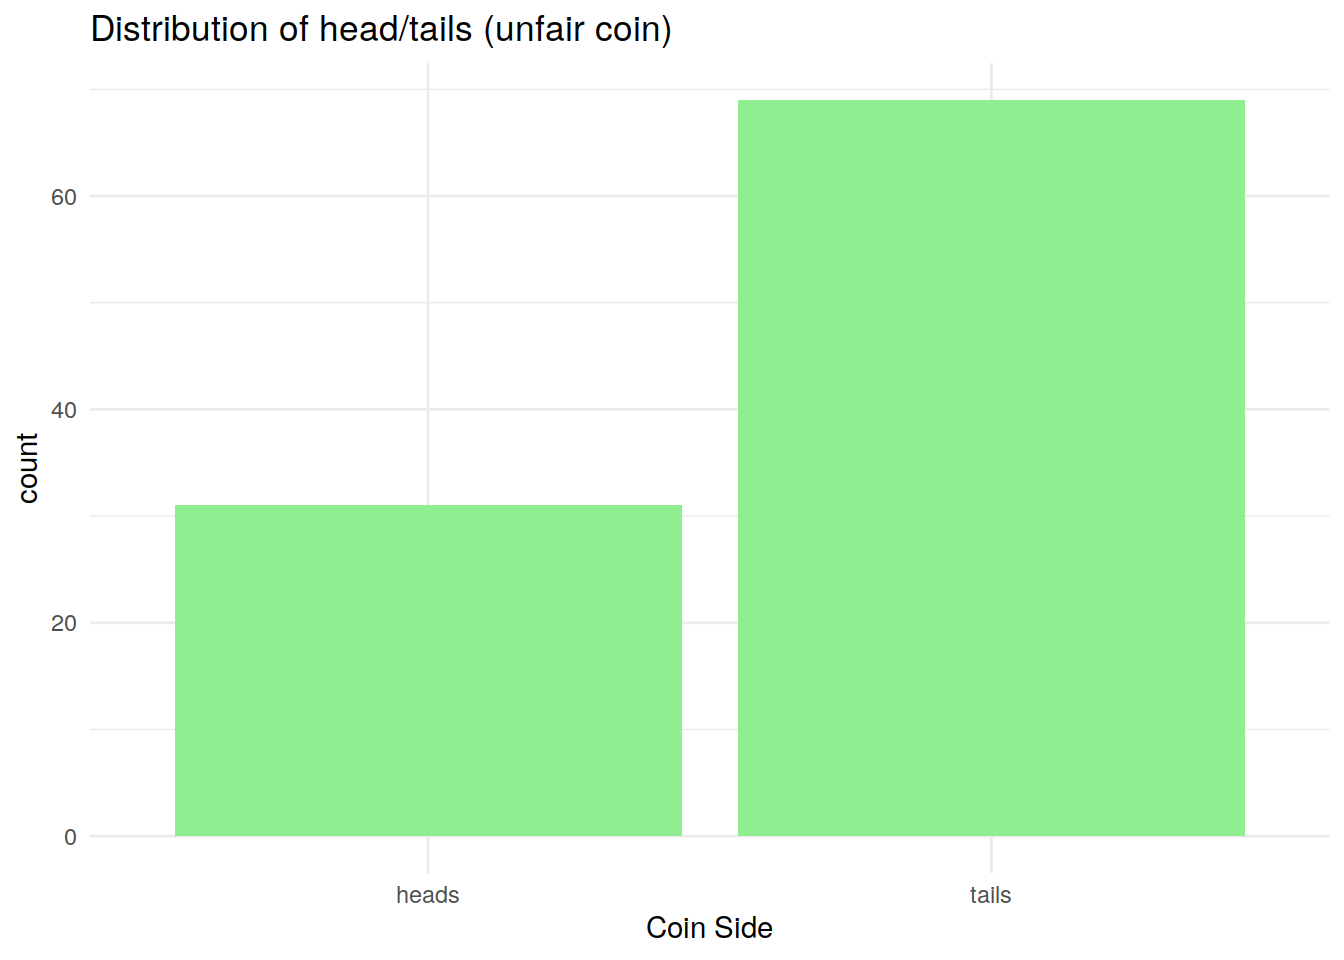 Distribution of head/tails (unfair coin)
60
40
20
0
count
heads
tails
Coin Side